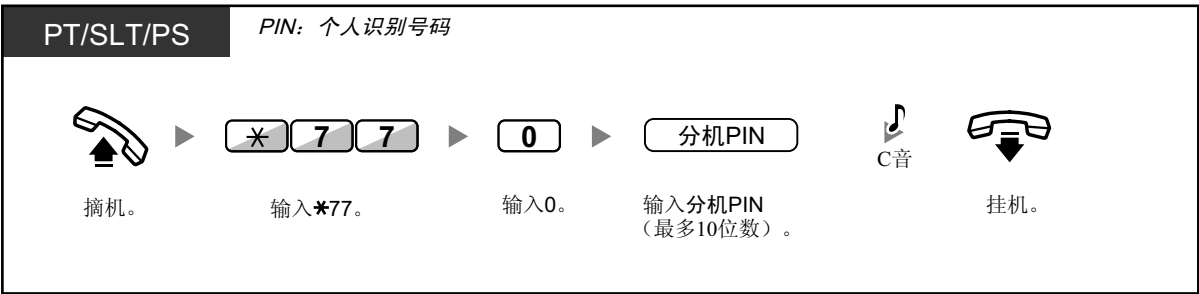 PT/SLT/PS
PIN：个人识别号码
✱ 7 7
0
分机PIN
C音
摘机。
输入✱77。
输入0。
输入分机PIN
（最多10位数）。
挂机。